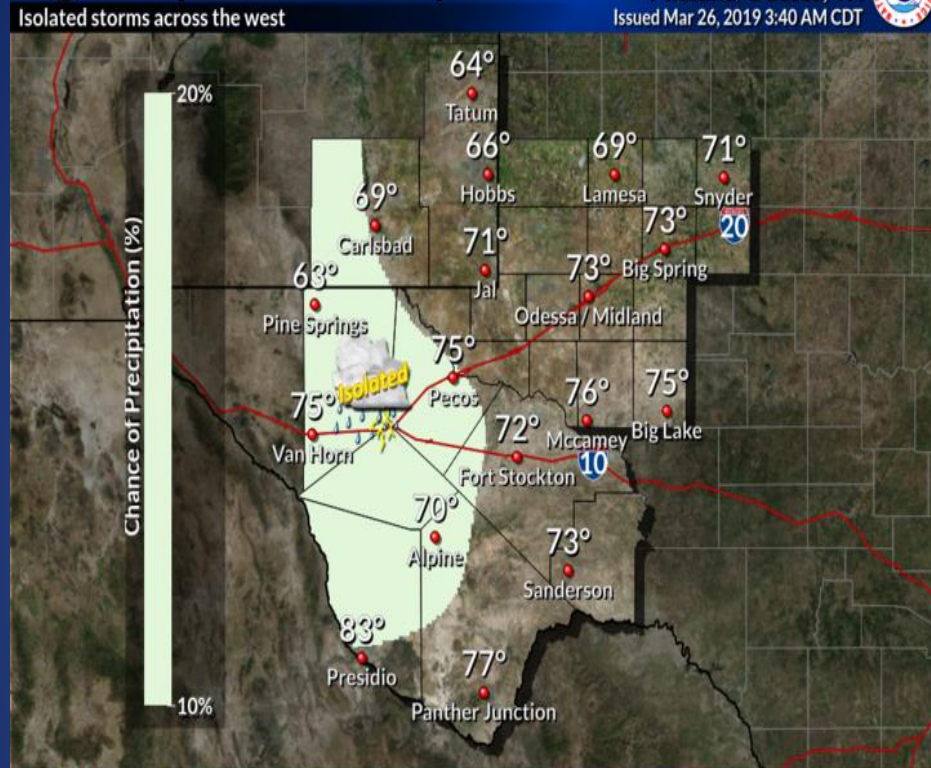 Isolated storms across the west
Issued Mar 26, 2019 3:40 AM CDT
20%
64°
Tatum
66°
Hobbs
69°
Lamesa
71°
Snyder
69°
Carlsbad
20
73°
Big Spring
71°
Jal
63°
Pine Springs
73°
Odessa / Midland
Chance of Precipitation (%)
Isolated
75°
Pecos
75°
Van Horn
76°
Mccamey
75°
Big Lake
72°
Fort Stockton
10
70°
Alpine
73°
Sanderson
83°
Presidio
77°
Panther Junction
10%